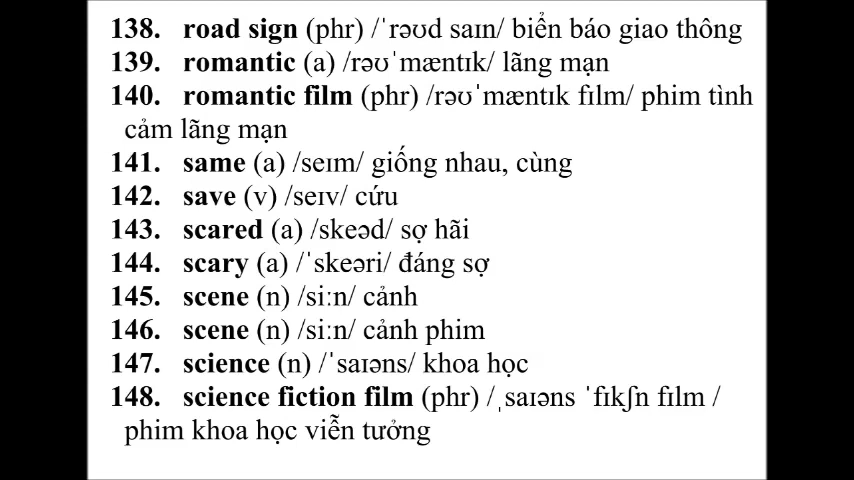 138. road sign (phr) /ˈrəʊd saɪn/ biển báo giao thông
139. romantic (a) /rəʊˈmæntɪk/ lãng mạn
140. romantic film (phr) /rəʊˈmæntɪk fɪlm/ phim tình
cảm lãng mạn
141. same (a) /seɪm/ giống nhau, cùng
142. save (v) /seɪv/ cứu
143. scared (a) /skeəd/ sợ hãi
144. scary (a) /ˈskeəri/ đáng sợ
145. scene (n) /siːn/ cảnh
146. scene (n) /siːn/ cảnh phim
147. science (n) /ˈsaɪəns/ khoa học
148. science fiction film (phr) /ˌsaɪəns ˈfɪkʃn fɪlm /
phim khoa học viễn tưởng